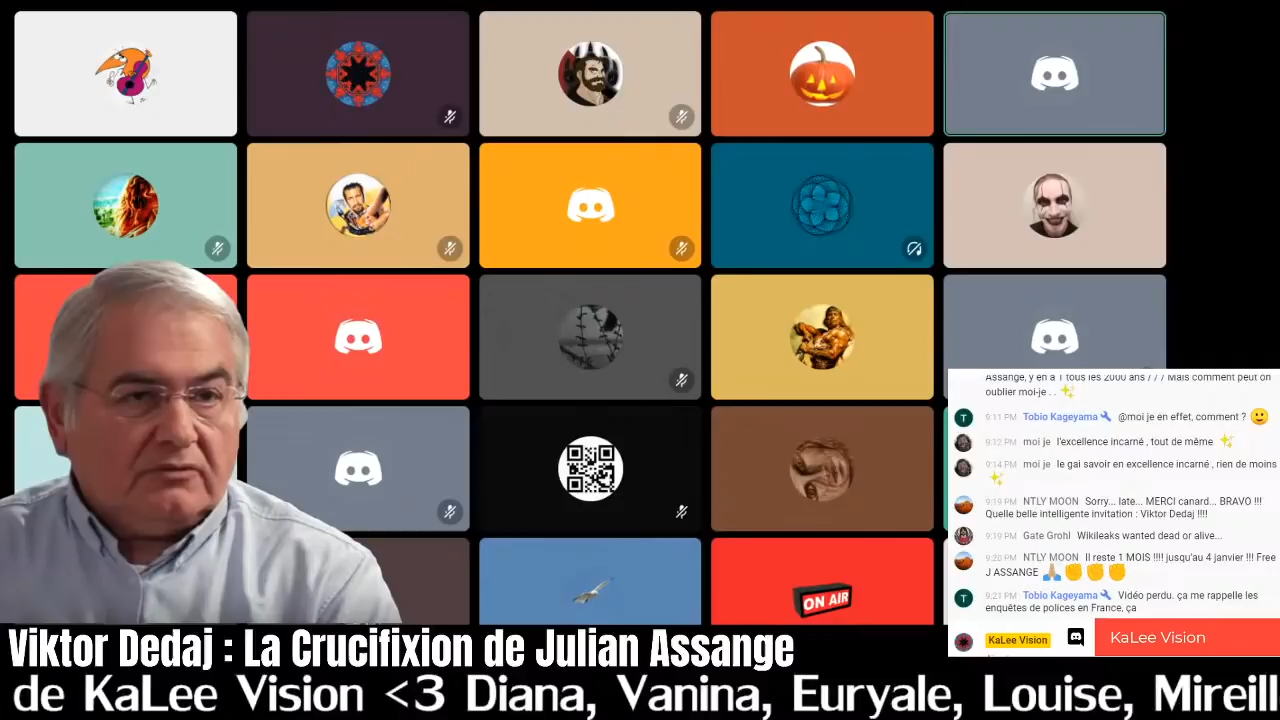 ON AIR
Assange, y en a 1 tous les 2000 ans / / / Mais comment peut on
oublier moi-je . . ✨
T 9:11 PM Tobio Kageyama @moi je en effet, comment ? 🙂
9:12 PM moi je l'excellence incarné , tout de même ✨
9:14 PM moi je le gai savoir en excellence incarné , rien de moins
✨
9:19 PM NTLY MOON Sorry... late... MERCI canard... BRAVO !!!
Quelle belle intelligente invitation : Viktor Dedaj !!!!
9:19 PM Gate Grohl Wikileaks wanted dead or alive...
9:20 PM NTLY MOON Il reste 1 MOIS !!!! jusqu'au 4 janvier !!! Free
J ASSANGE 🙏✊✊✊
T 9:21 PM Tobio Kageyama Vidéo perdu. ça me rappelle les
enquêtes de polices en France, ça
KaLee Vision
KaLee Vision
Viktor Dedaj : La Crucifixion de Julian Assange
de KaLee Vision <3 Diana, Vanina, Euryale, Louise, Mireill